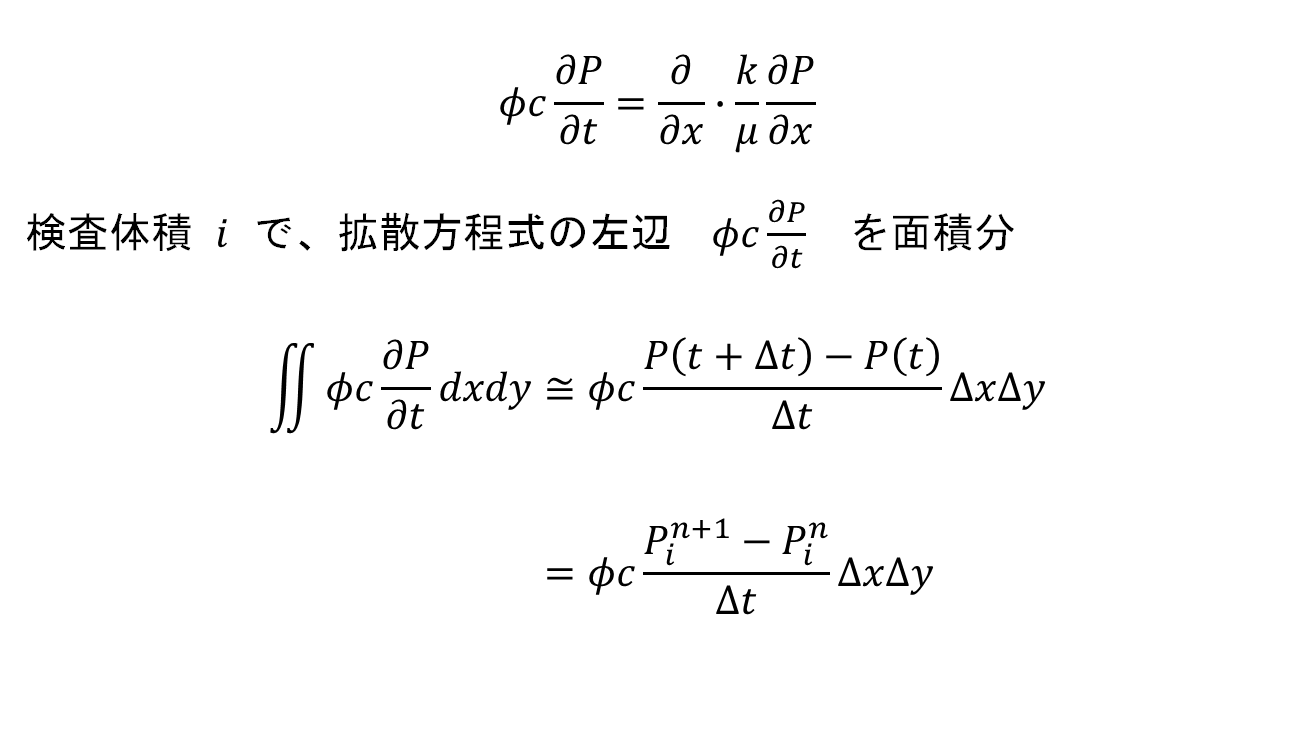 ϕc ∂P/∂t = ∂/∂x · k/μ ∂P/∂x
検査体積 i で、拡散方程式の左辺 ϕc ∂P/∂t を面積分
∬ ϕc ∂P/∂t dxdy ≅ ϕc (P(t + Δt) − P(t))/Δt ΔxΔy
= ϕc (P_i^{n+1} − P_i^n)/Δt ΔxΔy